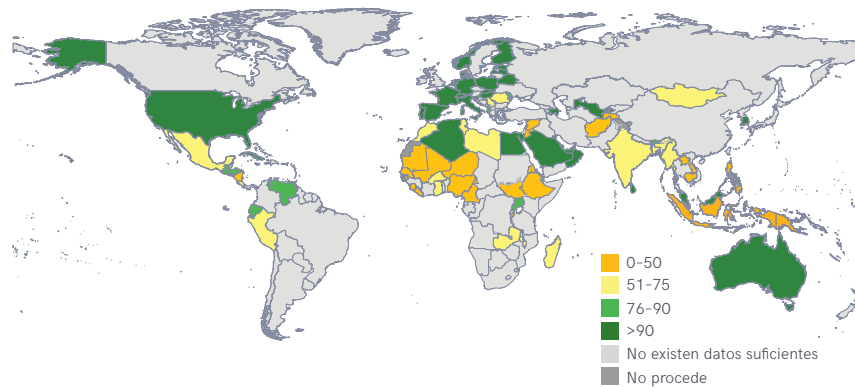 0-50
51-75
76-90
>90
No existen datos suficientes
No procede